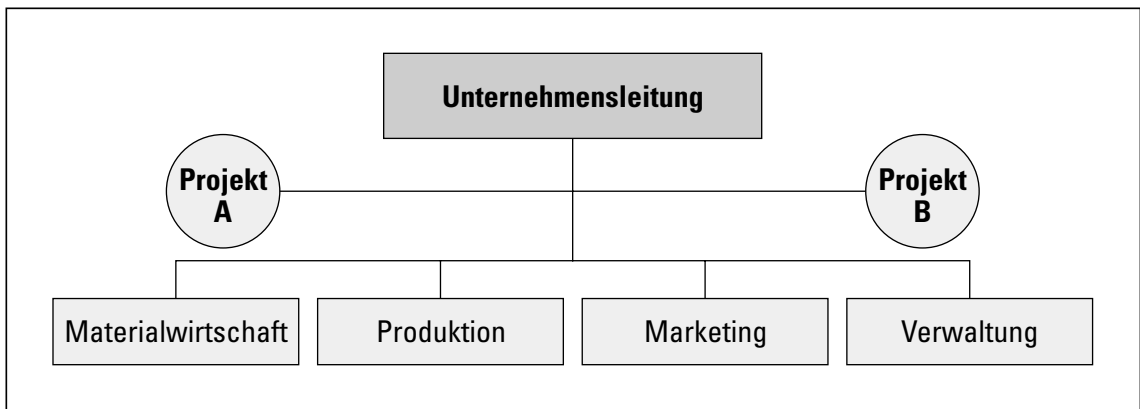 Unternehmensleitung
Projekt
A
Projekt
B
Materialwirtschaft
Produktion
Marketing
Verwaltung